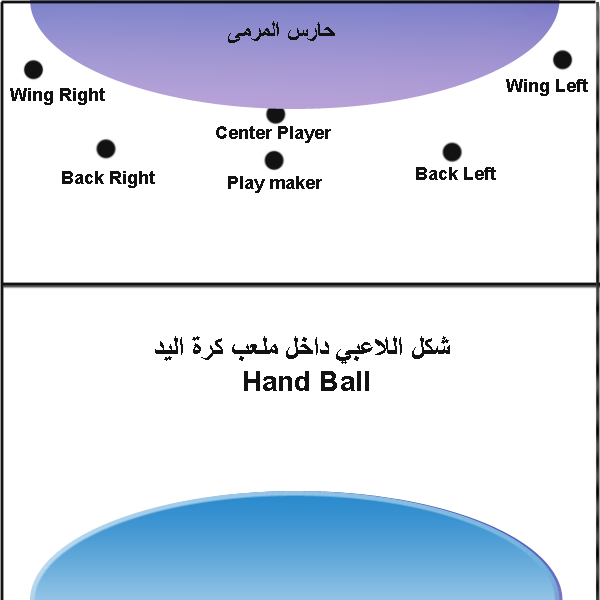 حارس المرمى
Wing Left
Wing Right
Center Player
Back Left
Back Right
Play maker
شكل اللاعبي داخل ملعب كرة اليد
Hand Ball